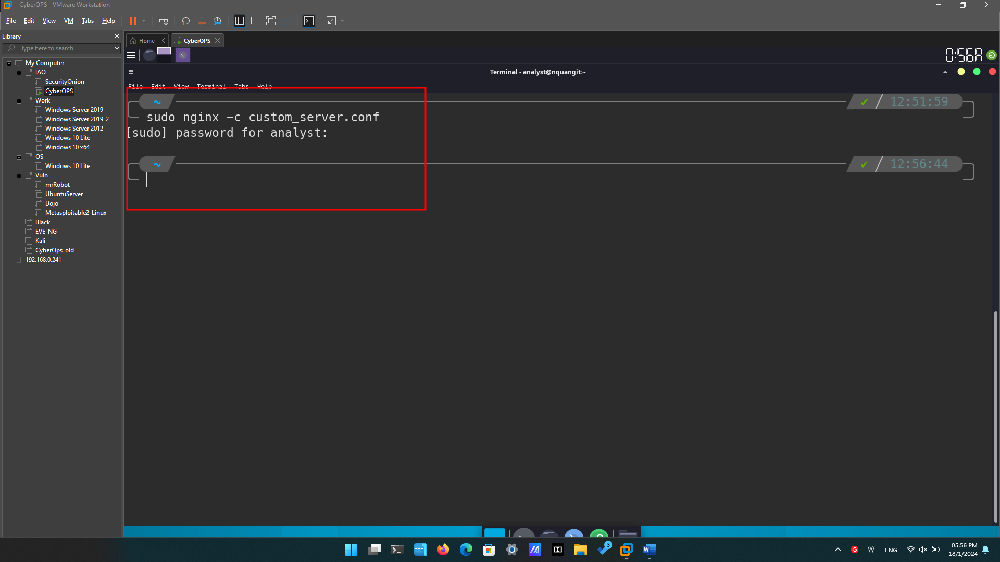 CyberOPS - VMware Workstation
File Edit View VM Tabs Help
Library
Type here to search
My Computer
IAO
SecurityOnion
CyberOPS
Work
Windows Server 2019
Windows Server 2019_2
Windows Server 2012
Windows 10 Lite
Windows 10 x64
OS
Windows 10 Lite
Vuln
mrRobot
UbuntuServer
Dojo
Metasploitable2-Linux
Black
EVE-NG
Kali
CyberOps_old
192.168.0.241
Home CyberOPS
0:56A
Terminal - analyst@nquangit:~
File Edit View Terminal Tabs Help
~ ✔ 12:51:59
sudo nginx -c custom_server.conf
[sudo] password for analyst:
~ ✔ 12:56:44
one
3
W
G
V
ENG
05:56 PM
18/1/2024